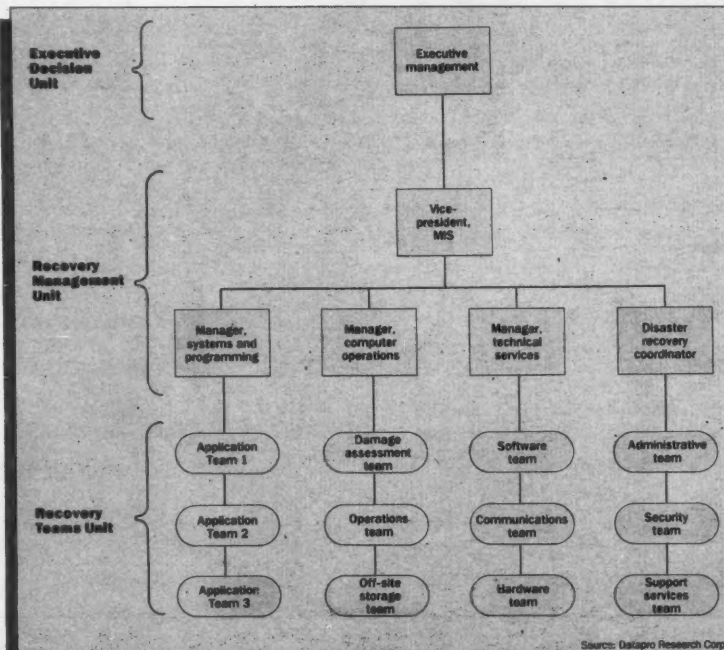 Executive
Decision
Unit
Executive
management
Recovery
Management
Unit
Vice-
president,
MIS
Manager,
systems and
programming
Manager,
computer
operations
Manager,
technical
services
Disaster
recovery
coordinator
Recovery
Teams Unit
Application
Team 1
Damage
assessment
team
Software
team
Administrative
team
Application
Team 2
Operations
team
Communications
team
Security
team
Application
Team 3
Off-site
storage
team
Hardware
team
Support
services
team
Source: Datapro Research Corp